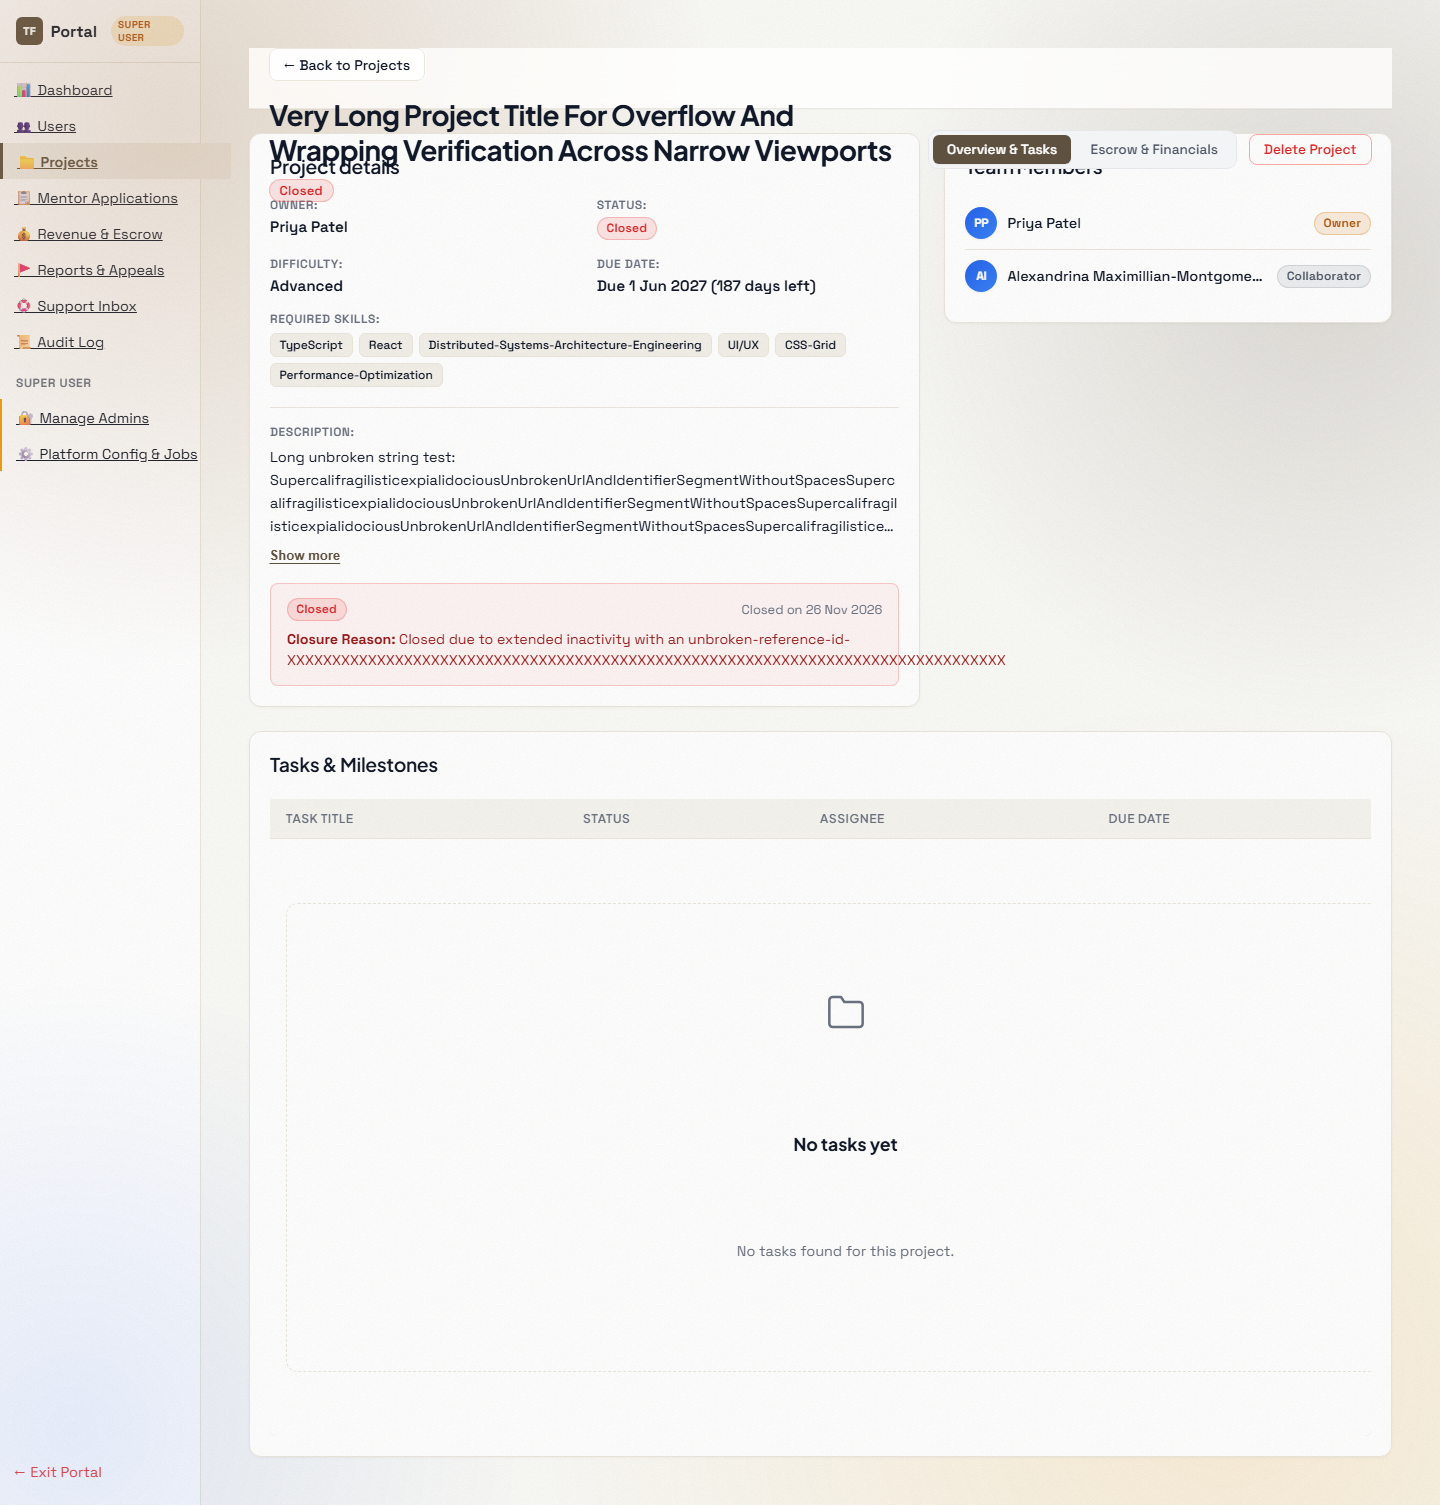 TF Portal SUPER USER
📊 Dashboard
👥 Users
📁 Projects
📋 Mentor Applications
💰 Revenue & Escrow
🚩 Reports & Appeals
🛟 Support Inbox
📜 Audit Log
SUPER USER
🔐 Manage Admins
⚙️ Platform Config & Jobs
← Exit Portal
← Back to Projects
Very Long Project Title For Overflow And
Wrapping Verification Across Narrow Viewports
Closed
Overview & Tasks Escrow & Financials Delete Project
Project details
OWNER: STATUS:
Priya Patel Closed
DIFFICULTY: DUE DATE:
Advanced Due 1 Jun 2027 (187 days left)
REQUIRED SKILLS:
TypeScript React Distributed-Systems-Architecture-Engineering UI/UX CSS-Grid
Performance-Optimization
DESCRIPTION:
Long unbroken string test:
SupercalifragilisticexpialidociousUnbrokenUrlAndIdentifierSegmentWithoutSpacesSuperc
alifragilisticexpialidociousUnbrokenUrlAndIdentifierSegmentWithoutSpacesSupercalifragil
isticexpialidociousUnbrokenUrlAndIdentifierSegmentWithoutSpacesSupercalifragilistice…
Show more
Closed Closed on 26 Nov 2026
Closure Reason: Closed due to extended inactivity with an unbroken-reference-id-
XXXXXXXXXXXXXXXXXXXXXXXXXXXXXXXXXXXXXXXXXXXXXXXXXXXXXXXXXXXXXXXXXXXXXXXXXXXXXXXX
Team Members
PP Priya Patel Owner
AI Alexandrina Maximillian-Montgome… Collaborator
Tasks & Milestones
TASK TITLE STATUS ASSIGNEE DUE DATE
No tasks yet
No tasks found for this project.